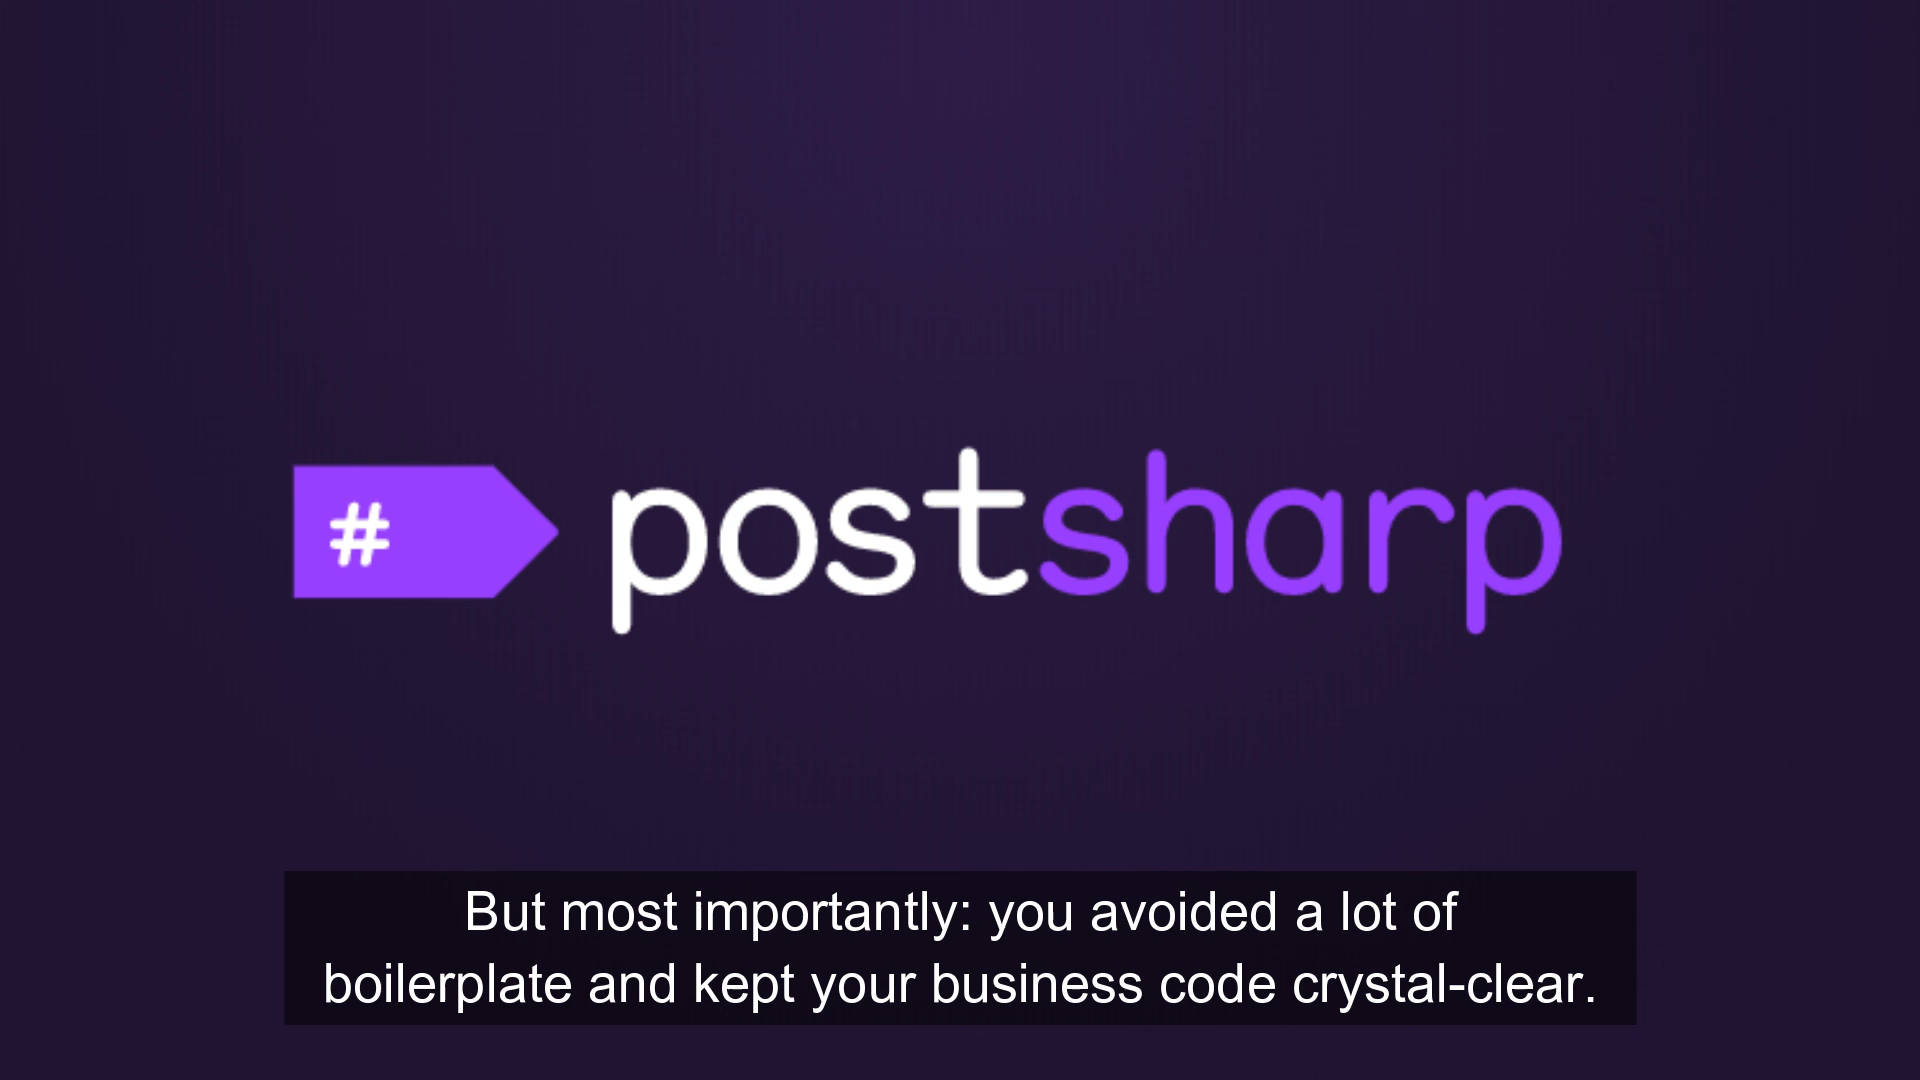 # postsharp
But most importantly: you avoided a lot of
boilerplate and kept your business code crystal-clear.